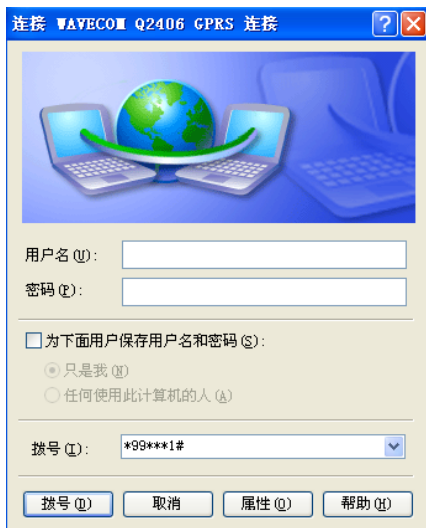 连接 WAVECOM Q2406 GPRS 连接
用户名(U):
密码(P):
为下面用户保存用户名和密码(S):
只是我(N)
任何使用此计算机的人(A)
拨号(I): *99***1#
拨号(D) 取消 属性(O) 帮助(H)